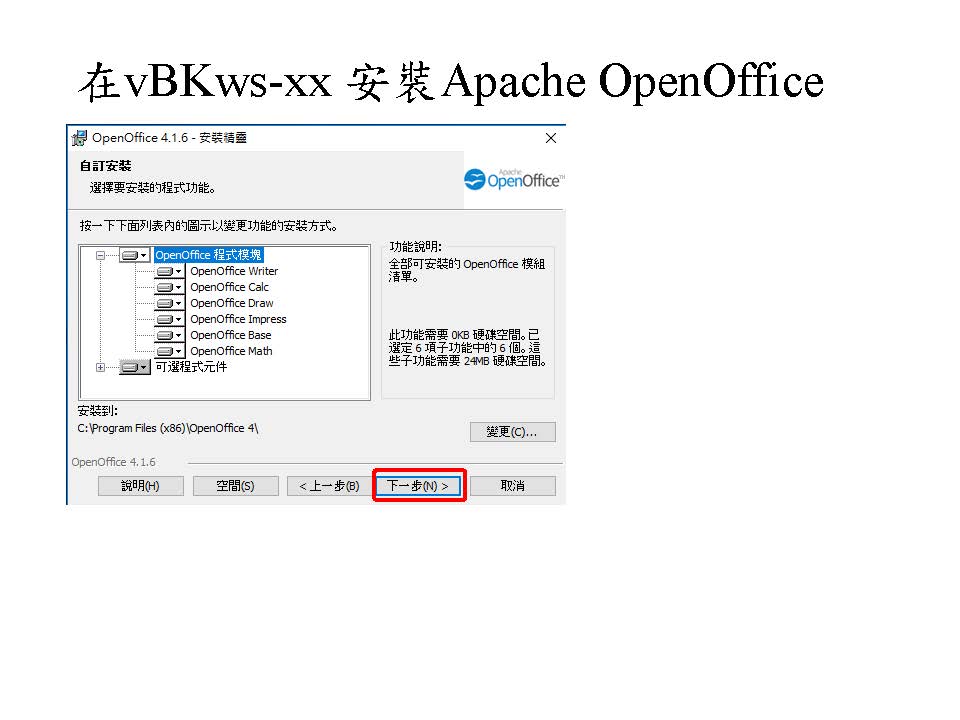 在vBKws-xx 安裝Apache OpenOffice
OpenOffice 4.1.6 - 安裝精靈
自訂安裝
選擇要安裝的程式功能。
Apache
OpenOffice™
按一下下面列表內的圖示以變更功能的安裝方式。
OpenOffice 程式模塊
OpenOffice Writer
OpenOffice Calc
OpenOffice Draw
OpenOffice Impress
OpenOffice Base
OpenOffice Math
可選程式元件
功能說明:
全部可安裝的 OpenOffice 模組
清單。
此功能需要 0KB 硬碟空間。已
選定 6 項子功能中的 6 個。這
些子功能需要 24MB 硬碟空間。
安裝到:
C:\Program Files (x86)\OpenOffice 4\
變更(C)...
OpenOffice 4.1.6
說明(H)
空間(S)
< 上一步(B)
下一步(N) >
取消